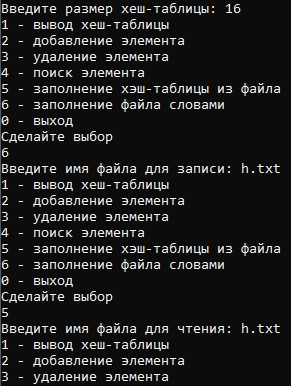 Введите размер хеш-таблицы: 16
1 - вывод хеш-таблицы
2 - добавление элемента
3 - удаление элемента
4 - поиск элемента
5 - заполнение хэш-таблицы из файла
6 - заполнение файла словами
0 - выход
Сделайте выбор
6
Введите имя файла для записи: h.txt
1 - вывод хеш-таблицы
2 - добавление элемента
3 - удаление элемента
4 - поиск элемента
5 - заполнение хэш-таблицы из файла
6 - заполнение файла словами
0 - выход
Сделайте выбор
5
Введите имя файла для чтения: h.txt
1 - вывод хеш-таблицы
2 - добавление элемента
3 - удаление элемента